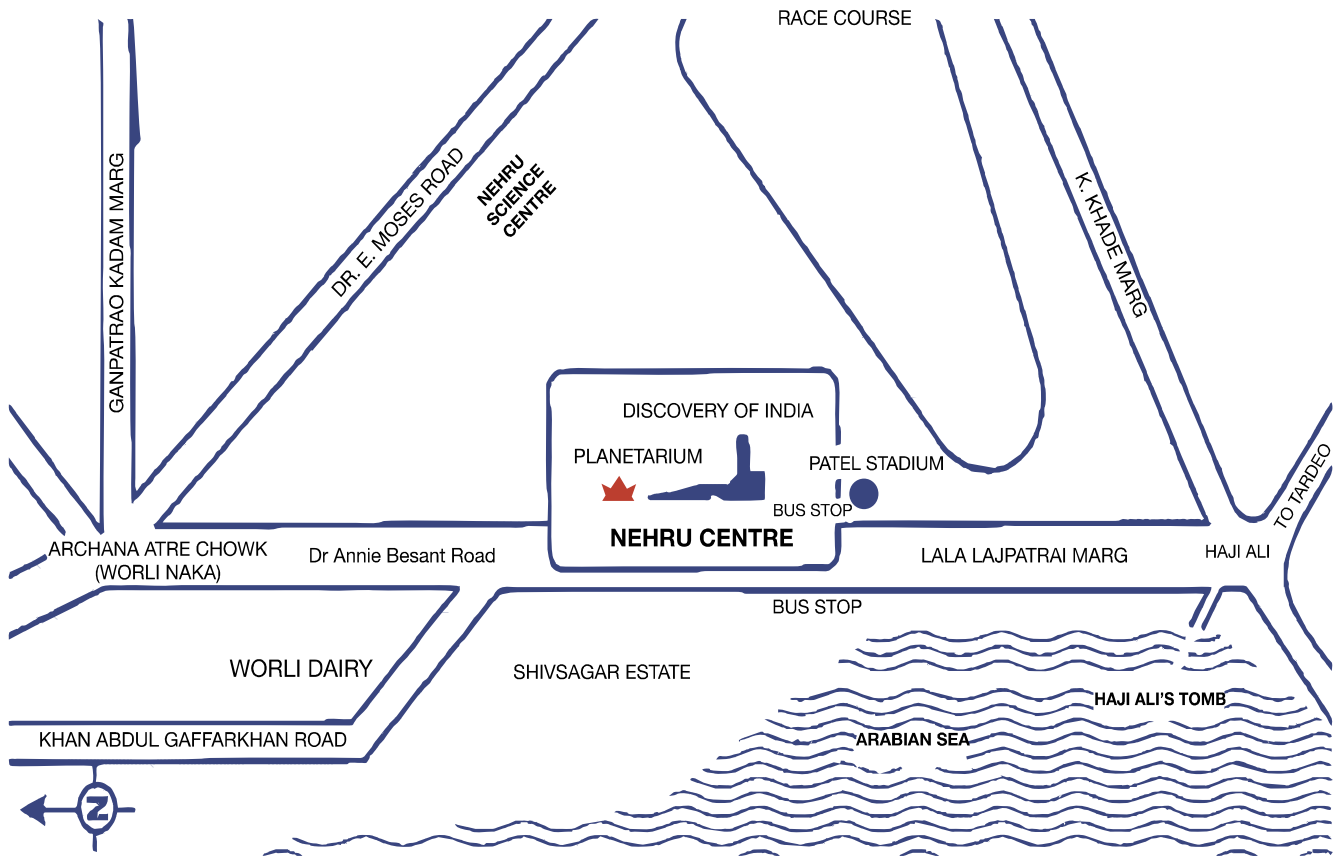 RACE COURSE
GANPATRAO KADAM MARG
DR. E. MOSES ROAD
NEHRU
SCIENCE
CENTRE
K. KHADE MARG
DISCOVERY OF INDIA
PLANETARIUM
PATEL STADIUM
BUS STOP
NEHRU CENTRE
TO TARDEO
ARCHANA ATRE CHOWK
(WORLI NAKA)
Dr Annie Besant Road
LALA LAJPATRAI MARG
HAJI ALI
BUS STOP
WORLI DAIRY
SHIVSAGAR ESTATE
HAJI ALI'S TOMB
ARABIAN SEA
KHAN ABDUL GAFFARKHAN ROAD
N